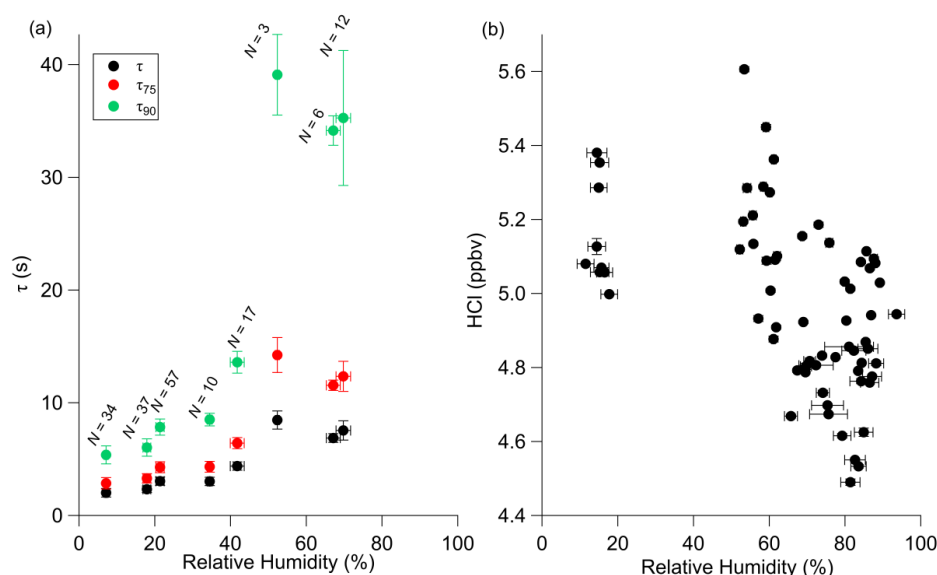 (a)
τ
τ75
τ90
N = 34
N = 37
N = 57
N = 10
N = 17
N = 3
N = 6
N = 12
40
30
20
10
0
τ (s)
0 20 40 60 80 100
Relative Humidity (%)
(b)
5.6
5.4
5.2
5.0
4.8
4.6
4.4
HCl (ppbv)
0 20 40 60 80 100
Relative Humidity (%)